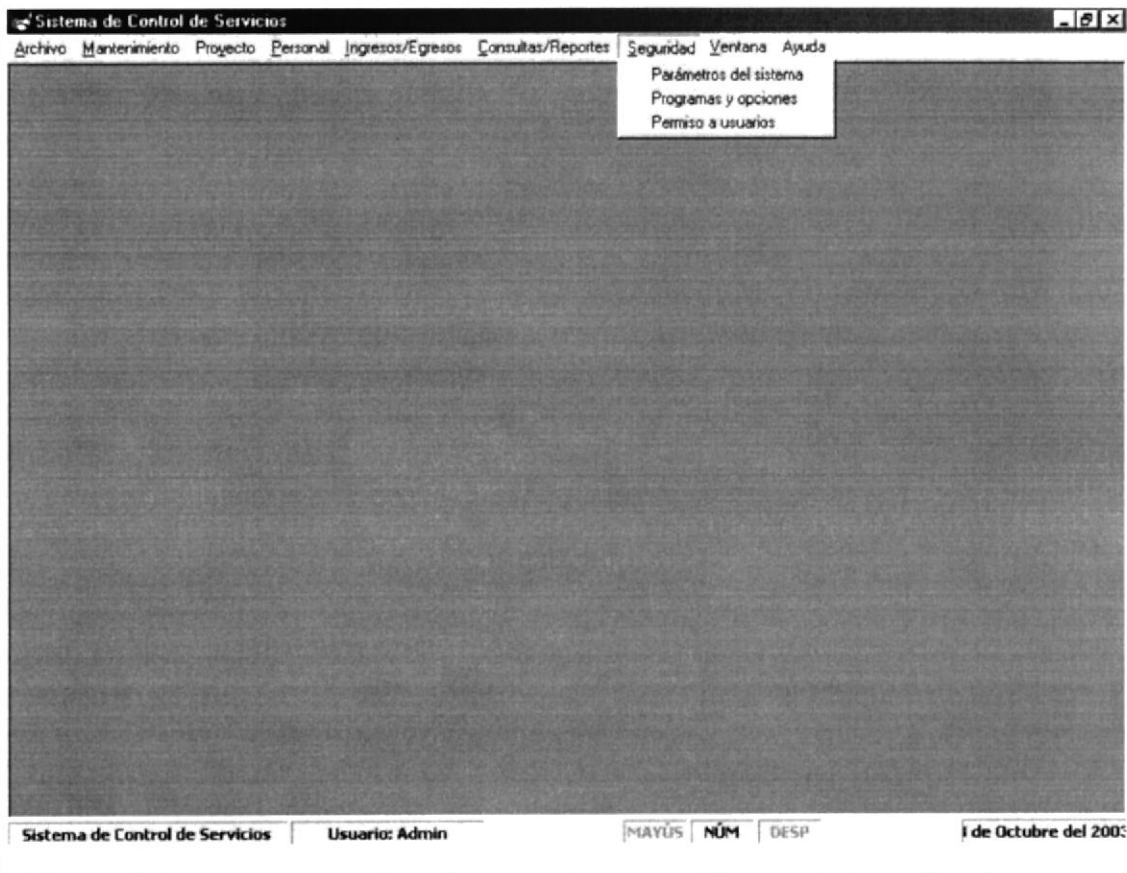 Sistema de Control de Servicios
Archivo Mantenimiento Proyecto Personal Ingresos/Egresos Consultas/Reportes Seguridad Ventana Ayuda
Parámetros del sistema
Programas y opciones
Permiso a usuarios
Sistema de Control de Servicios Usuario: Admin MAYÚS NÚM DESP de Octubre del 2003